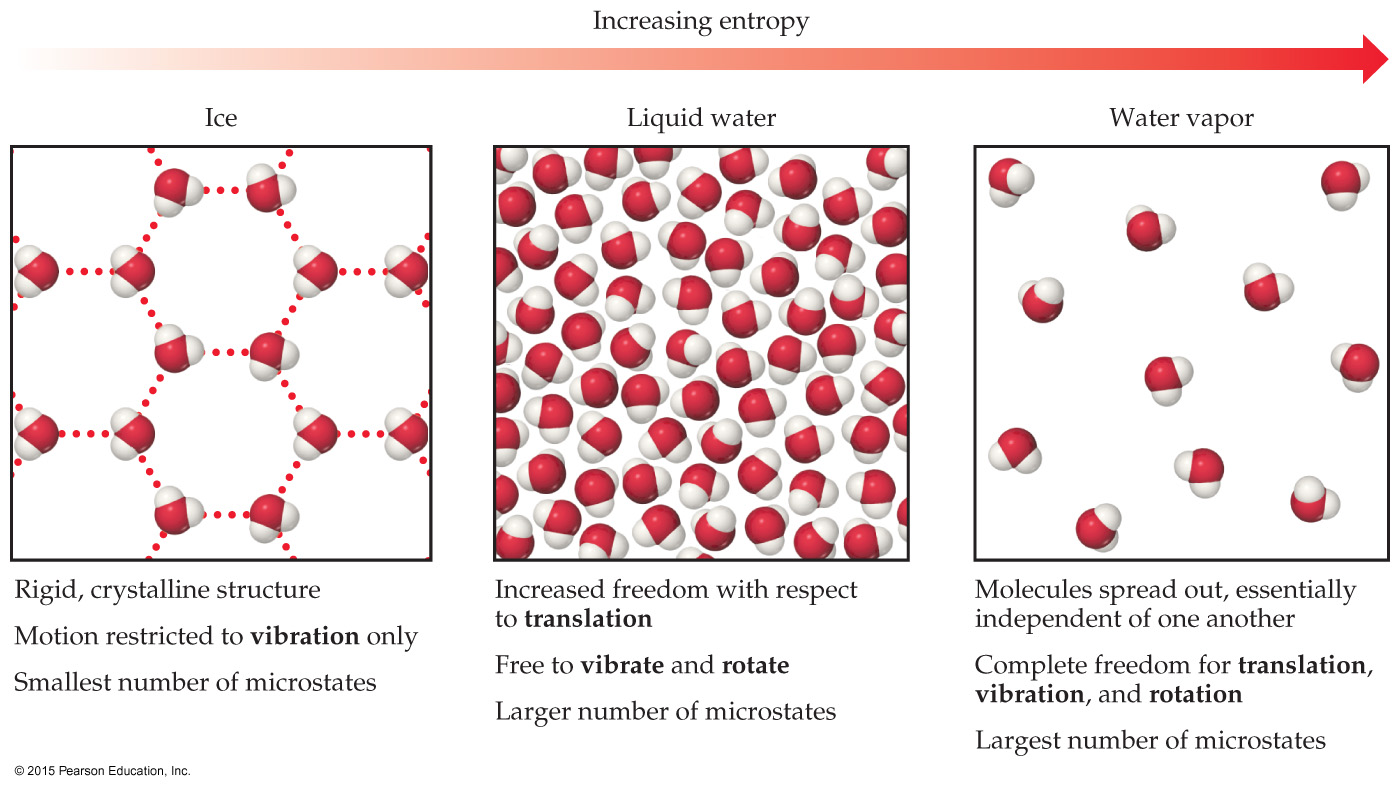 Increasing entropy
Ice
Rigid, crystalline structure
Motion restricted to vibration only
Smallest number of microstates
Liquid water
Increased freedom with respect
to translation
Free to vibrate and rotate
Larger number of microstates
Water vapor
Molecules spread out, essentially
independent of one another
Complete freedom for translation,
vibration, and rotation
Largest number of microstates
© 2015 Pearson Education, Inc.